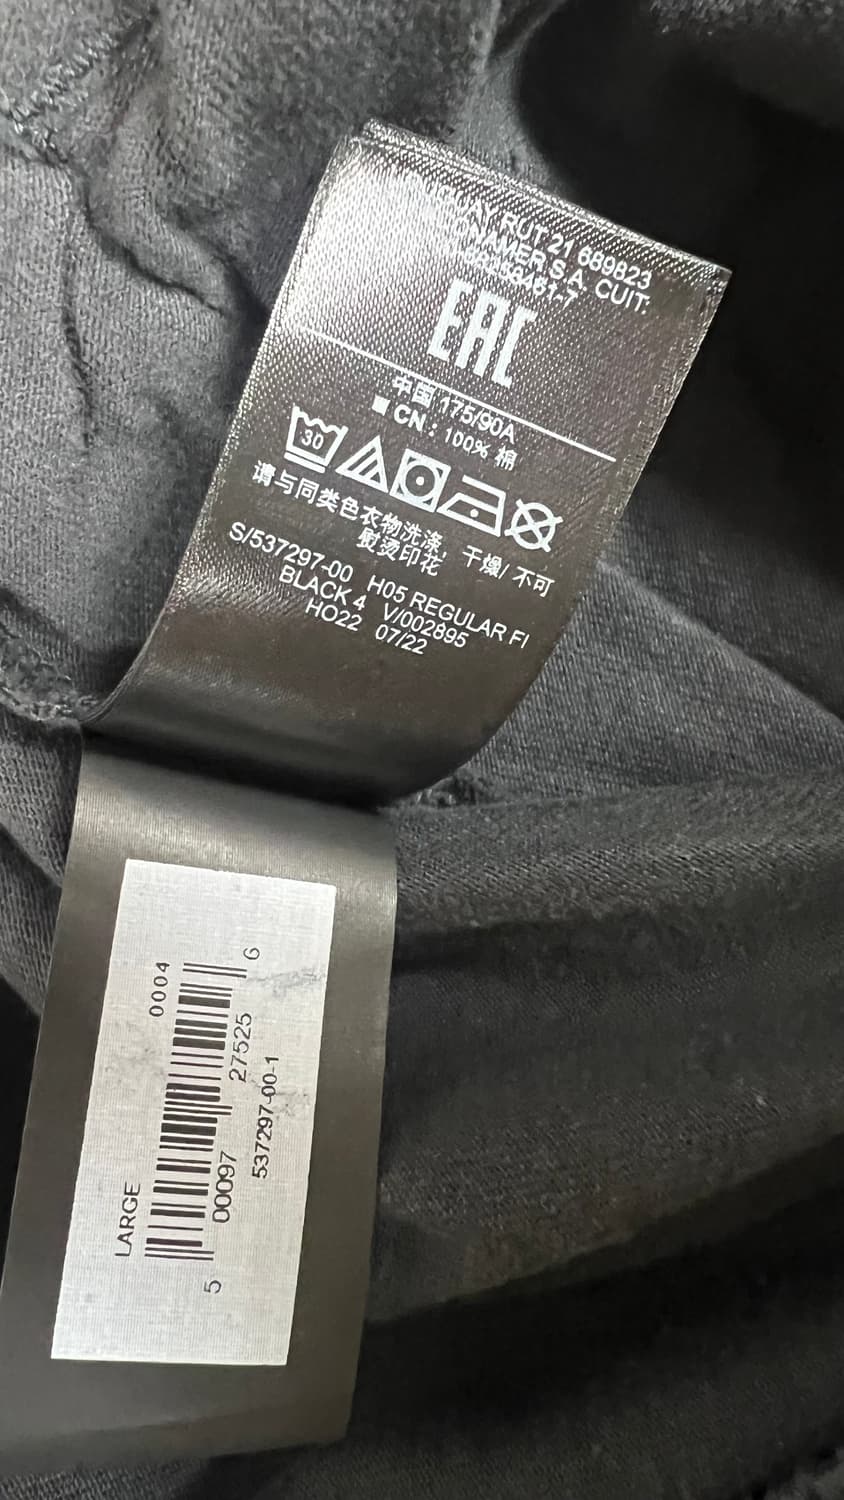 RUT 21 689823
S.A. CUIT:
EAC
中国 175/90A
■ CN : 100% 棉
30
请与同类色衣物洗涤, 干燥/ 不可
熨烫印花
S/537297-00 H05 REGULAR FI
BLACK 4 V/002895
HO22 07/22
LARGE
0004
5 00097 27525 6
537297-00-1